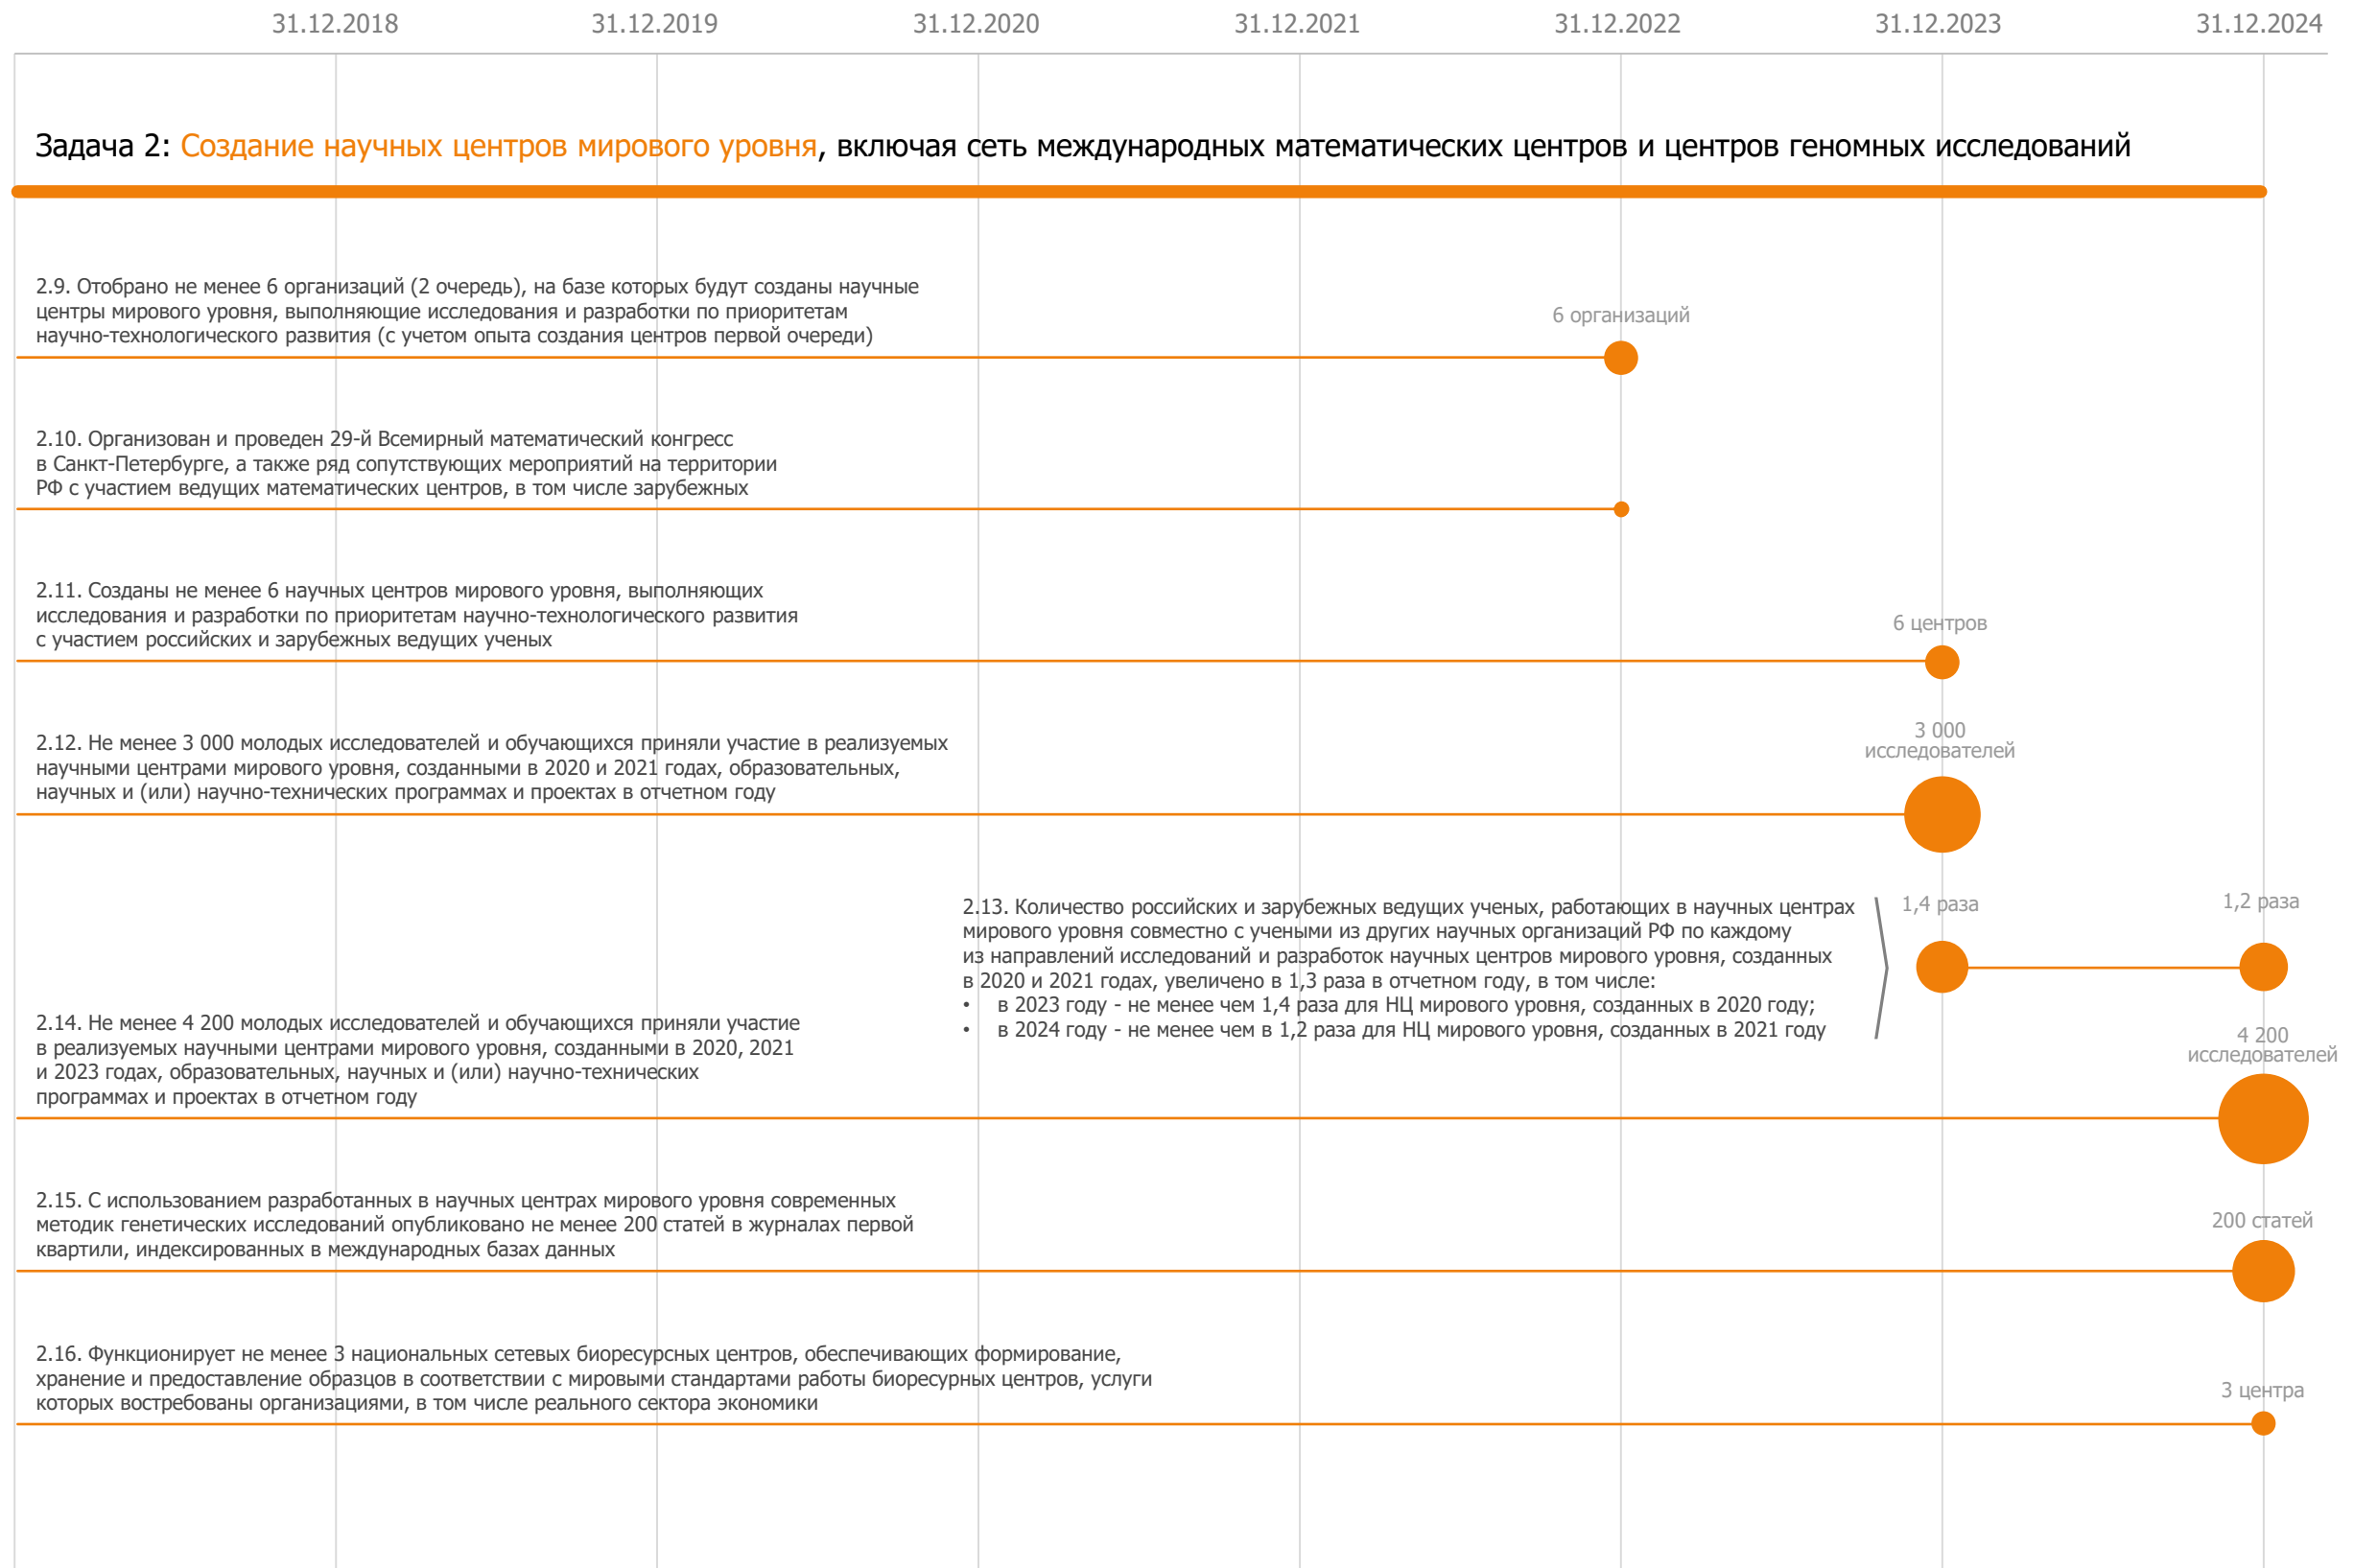 31.12.2018 31.12.2019 31.12.2020 31.12.2021 31.12.2022 31.12.2023 31.12.2024
Задача 2: Создание научных центров мирового уровня, включая сеть международных математических центров и центров геномных исследований
2.9. Отобрано не менее 6 организаций (2 очередь), на базе которых будут созданы научные
центры мирового уровня, выполняющие исследования и разработки по приоритетам
научно-технологического развития (с учетом опыта создания центров первой очереди)
6 организаций
2.10. Организован и проведен 29-й Всемирный математический конгресс
в Санкт-Петербурге, а также ряд сопутствующих мероприятий на территории
РФ с участием ведущих математических центров, в том числе зарубежных
2.11. Созданы не менее 6 научных центров мирового уровня, выполняющих
исследования и разработки по приоритетам научно-технологического развития
с участием российских и зарубежных ведущих ученых
6 центров
2.12. Не менее 3 000 молодых исследователей и обучающихся приняли участие в реализуемых
научными центрами мирового уровня, созданными в 2020 и 2021 годах, образовательных,
научных и (или) научно-технических программах и проектах в отчетном году
3 000
исследователей
2.13. Количество российских и зарубежных ведущих ученых, работающих в научных центрах
мирового уровня совместно с учеными из других научных организаций РФ по каждому
из направлений исследований и разработок научных центров мирового уровня, созданных
в 2020 и 2021 годах, увеличено в 1,3 раза в отчетном году, в том числе:
• в 2023 году - не менее чем 1,4 раза для НЦ мирового уровня, созданных в 2020 году;
• в 2024 году - не менее чем в 1,2 раза для НЦ мирового уровня, созданных в 2021 году
1,4 раза
1,2 раза
2.14. Не менее 4 200 молодых исследователей и обучающихся приняли участие
в реализуемых научными центрами мирового уровня, созданными в 2020, 2021
и 2023 годах, образовательных, научных и (или) научно-технических
программах и проектах в отчетном году
4 200
исследователей
2.15. С использованием разработанных в научных центрах мирового уровня современных
методик генетических исследований опубликовано не менее 200 статей в журналах первой
квартили, индексированных в международных базах данных
200 статей
2.16. Функционирует не менее 3 национальных сетевых биоресурсных центров, обеспечивающих формирование,
хранение и предоставление образцов в соответствии с мировыми стандартами работы биоресурных центров, услуги
которых востребованы организациями, в том числе реального сектора экономики
3 центра